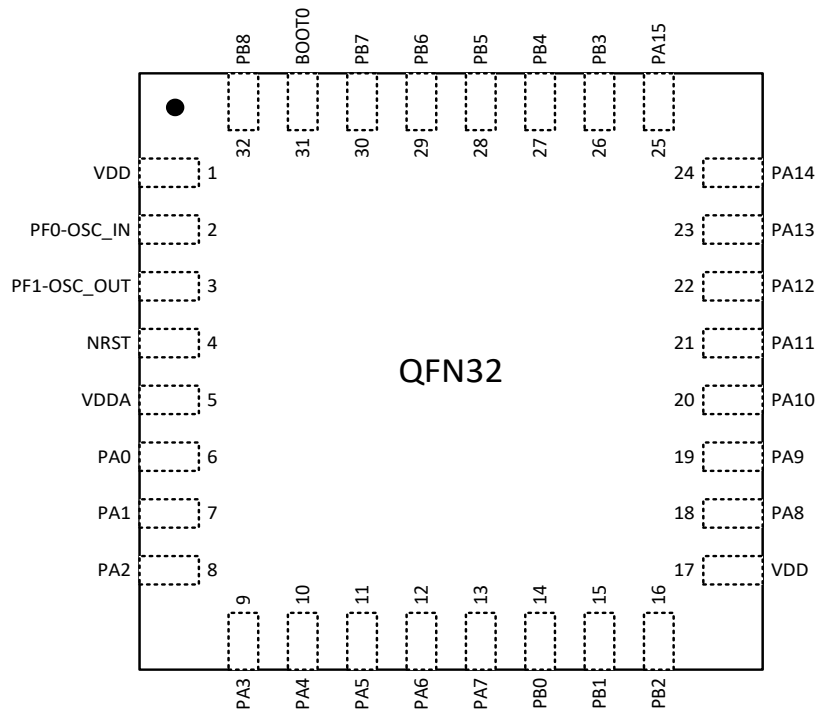 PB8 BOOT0 PB7 PB6 PB5 PB4 PB3 PA15
32 31 30 29 28 27 26 25
VDD 1 24 PA14
PF0-OSC_IN 2 23 PA13
PF1-OSC_OUT 3 22 PA12
NRST 4 21 PA11
QFN32
VDDA 5 20 PA10
PA0 6 19 PA9
PA1 7 18 PA8
PA2 8 17 VDD
9 10 11 12 13 14 15 16
PA3 PA4 PA5 PA6 PA7 PB0 PB1 PB2